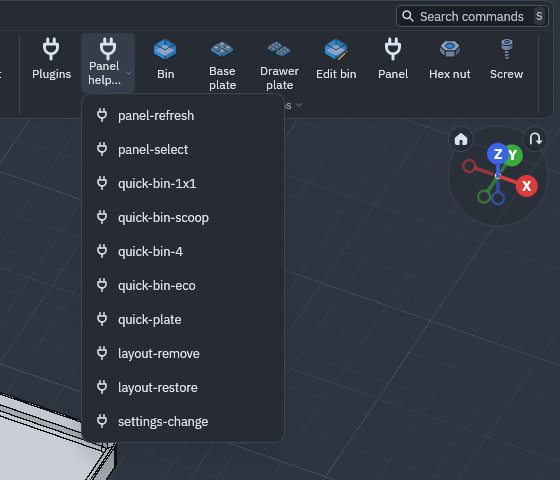 Search commands S
t
Plugins
Panel
help...
Bin
Base
plate
Drawer
plate
Edit bin
Panel
Hex nut
Screw
ns
panel-refresh
panel-select
quick-bin-1x1
quick-bin-scoop
quick-bin-4
quick-bin-eco
quick-plate
layout-remove
layout-restore
settings-change
Z
Y
X